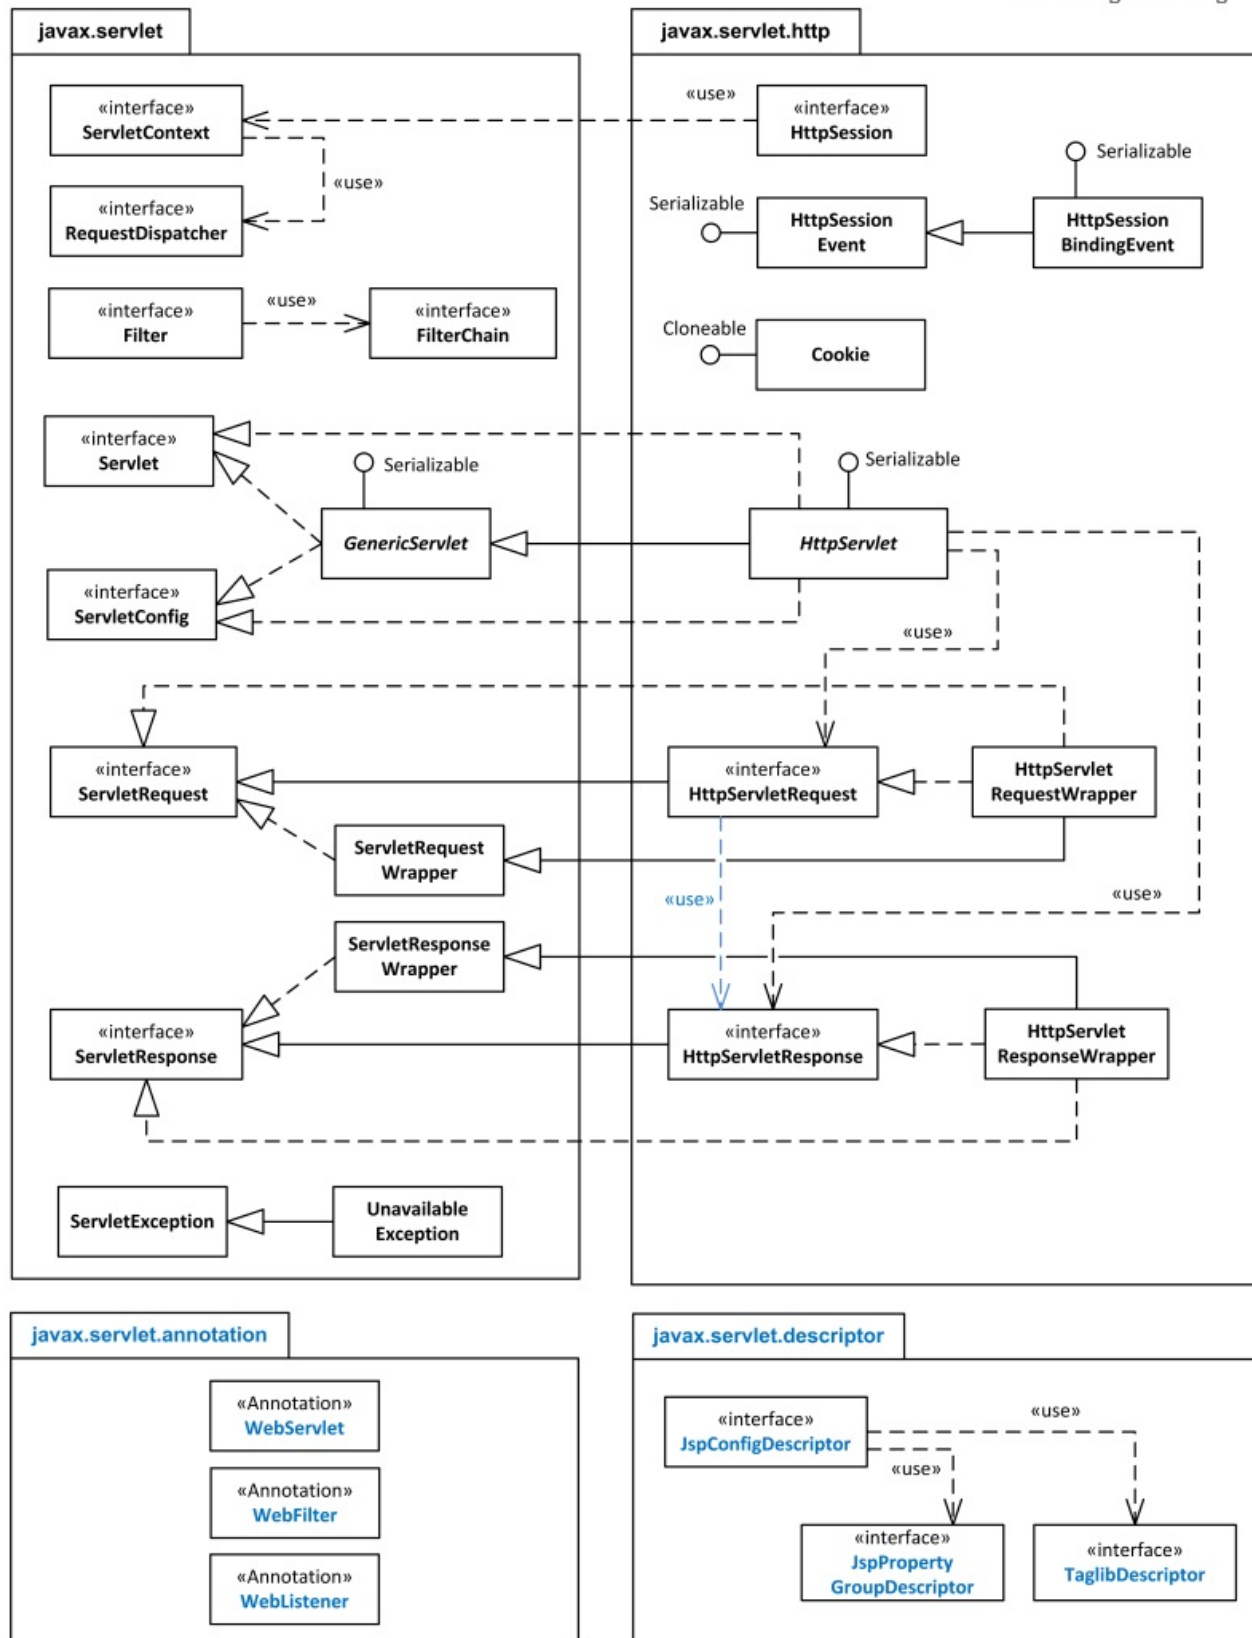 javax.servlet
«interface»
ServletContext
«use»
«interface»
RequestDispatcher
«interface»
Filter
«use»
«interface»
FilterChain
«interface»
Servlet
Serializable
GenericServlet
«interface»
ServletConfig
«interface»
ServletRequest
ServletRequest
Wrapper
ServletResponse
Wrapper
«interface»
ServletResponse
ServletException
Unavailable
Exception
javax.servlet.http
«use»
«interface»
HttpSession
Serializable
Serializable
HttpSession
Event
HttpSession
BindingEvent
Cloneable
Cookie
Serializable
HttpServlet
«use»
«interface»
HttpServletRequest
HttpServlet
RequestWrapper
«use»
«use»
«interface»
HttpServletResponse
HttpServlet
ResponseWrapper
javax.servlet.annotation
«Annotation»
WebServlet
«Annotation»
WebFilter
«Annotation»
WebListener
javax.servlet.descriptor
«interface»
JspConfigDescriptor
«use»
«use»
«interface»
JspProperty
GroupDescriptor
«interface»
TaglibDescriptor